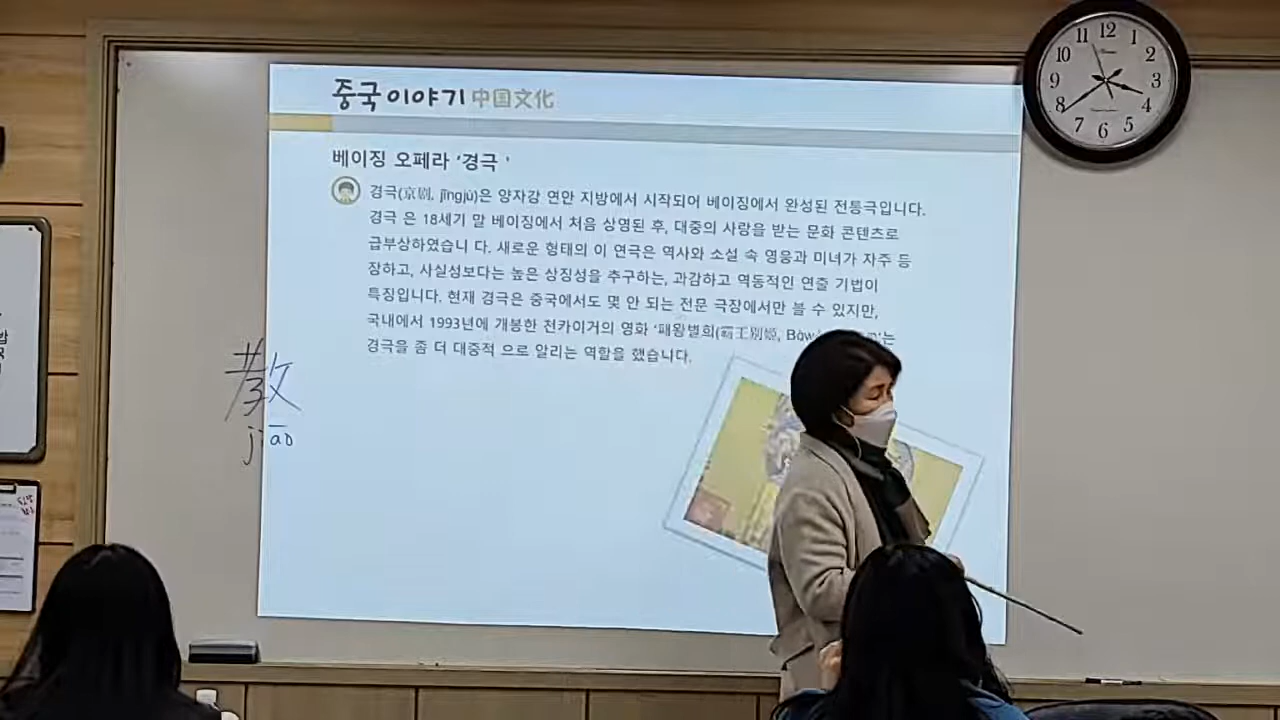 중국이야기 中国文化
베이징 오페라 '경극 '
경극(京剧, jīngjù)은 양자강 연안 지방에서 시작되어 베이징에서 완성된 전통극입니다.
경극 은 18세기 말 베이징에서 처음 상영된 후, 대중의 사랑을 받는 문화 콘텐츠로
급부상하였습니 다. 새로운 형태의 이 연극은 역사와 소설 속 영웅과 미녀가 자주 등
장하고, 사실성보다는 높은 상징성을 추구하는, 과감하고 역동적인 연출 기법이
특징입니다. 현재 경극은 중국에서도 몇 안 되는 전문 극장에서만 볼 수 있지만,
국내에서 1993년에 개봉한 천카이거의 영화 '패왕별희(霸王别姬, 는
경극을 좀 더 대중적 으로 알리는 역할을 했습니다.
教
jiāo
12
1
2
3
4
5
6
7
8
9
10
11